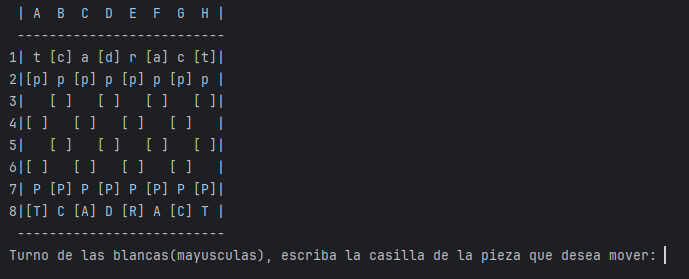 | A  B  C  D  E  F  G  H |
 --------------------------
1| t [c] a [d] r [a] c [t]|
2|[p] p [p] p [p] p [p] p |
3|   [ ]   [ ]   [ ]   [ ]|
4|[ ]   [ ]   [ ]   [ ]   |
5|   [ ]   [ ]   [ ]   [ ]|
6|[ ]   [ ]   [ ]   [ ]   |
7| P [P] P [P] P [P] P [P]|
8|[T] C [A] D [R] A [C] T |
 --------------------------
Turno de las blancas(mayusculas), escriba la casilla de la pieza que desea mover: